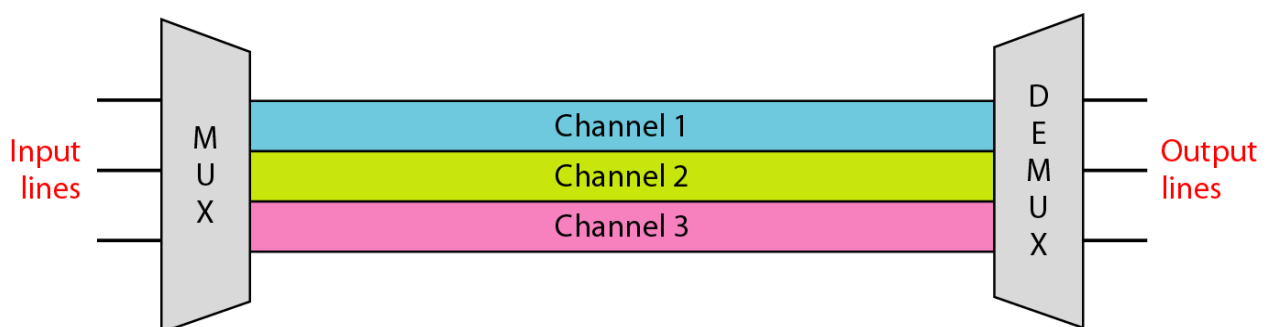 Input
lines
M
U
X
Channel 1
Channel 2
Channel 3
D
E
M
U
X
Output
lines